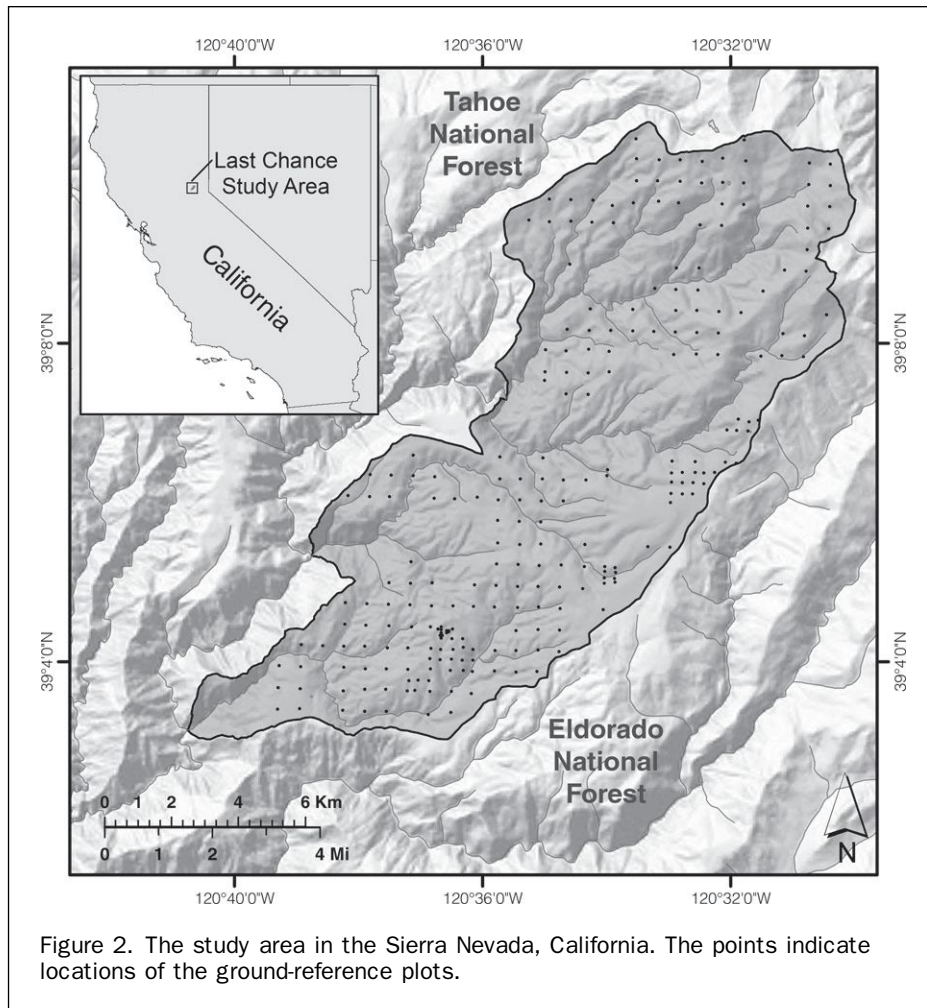 120°40'0"W
120°36'0"W
120°32'0"W
Tahoe
National
Forest
Last Chance
Study Area
California
39°8'0"N
39°8'0"N
39°4'0"N
39°4'0"N
Eldorado
National
Forest
0 1 2 4 6 Km
0 1 2 4 Mi
N
120°40'0"W
120°36'0"W
120°32'0"W
Figure 2. The study area in the Sierra Nevada, California. The points indicate
locations of the ground-reference plots.